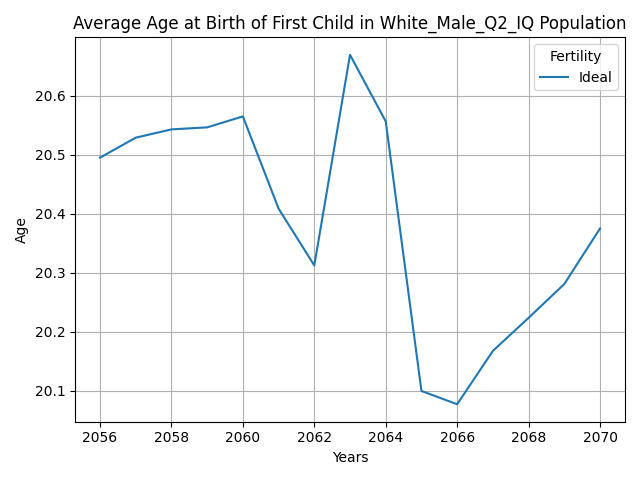 Average Age at Birth of First Child in White_Male_Q2_IQ Population
Fertility
Ideal
Age
20.6
20.5
20.4
20.3
20.2
20.1
2056 2058 2060 2062 2064 2066 2068 2070
Years